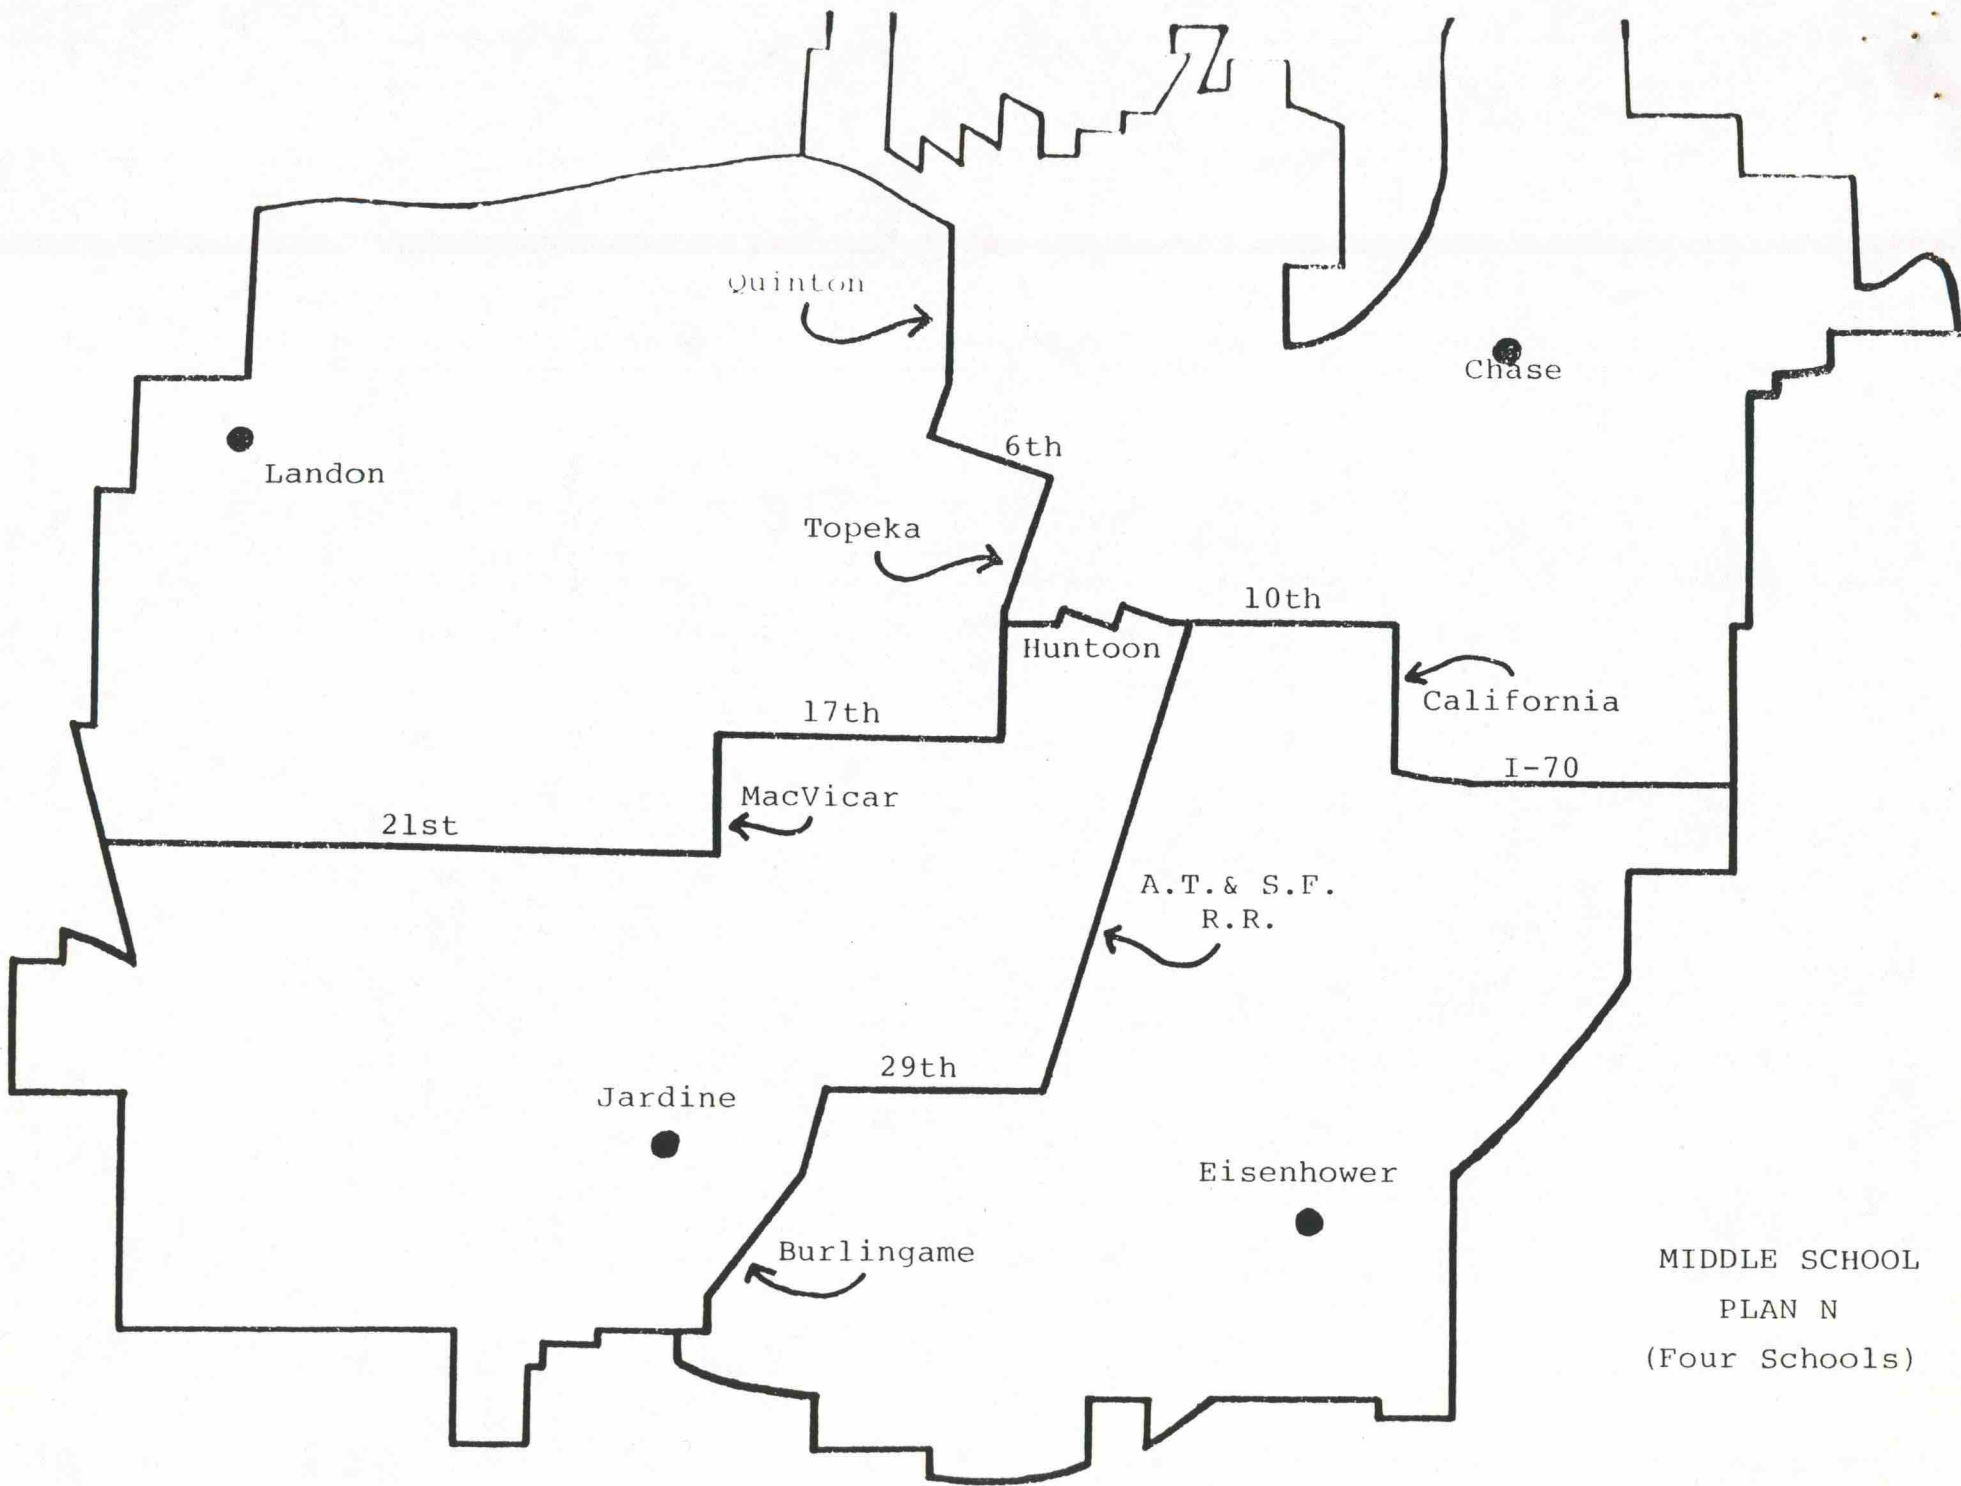 Quinton
Chase
6th
Landon
Topeka
10th
Huntoon
California
17th
I-70
MacVicar
21st
A.T.& S.F.
R.R.
29th
Jardine
Eisenhower
Burlingame
MIDDLE SCHOOL
PLAN N
(Four Schools)